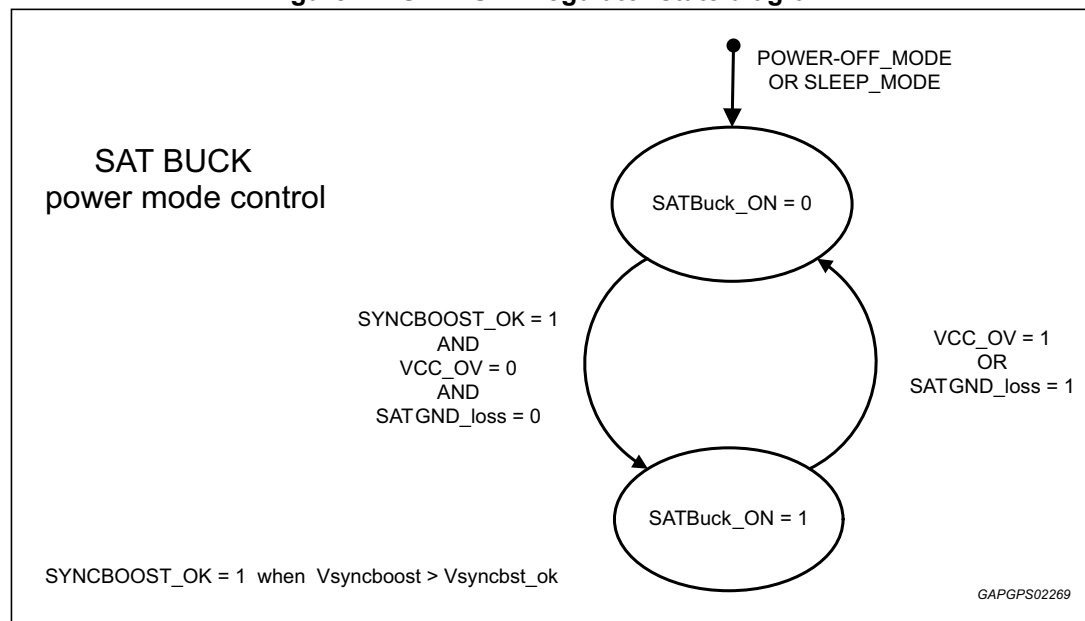 POWER-OFF_MODE
OR SLEEP_MODE
SAT BUCK
power mode control
SATBuck_ON = 0
SYNCBOOST_OK = 1
AND
VCC_OV = 0
AND
SATGND_loss = 0
VCC_OV = 1
OR
SATGND_loss = 1
SATBuck_ON = 1
SYNCBOOST_OK = 1 when Vsyncboost > Vsyncbst_ok
GAPGPS02269